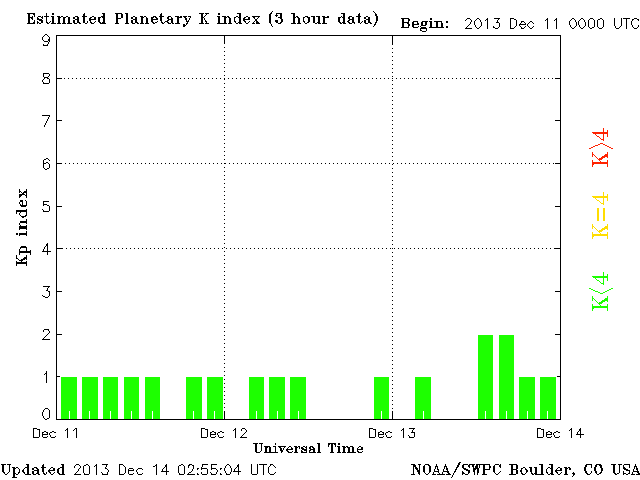 Estimated Planetary K index (3 hour data) Begin: 2013 Dec 11 0000 UTC
9
8
7
6
5
4
3
2
1
0
Kp index
K>4
K=4
K<4
Dec 11 Dec 12 Dec 13 Dec 14
Universal Time
Updated 2013 Dec 14 02:55:04 UTC NOAA/SWPC Boulder, CO USA